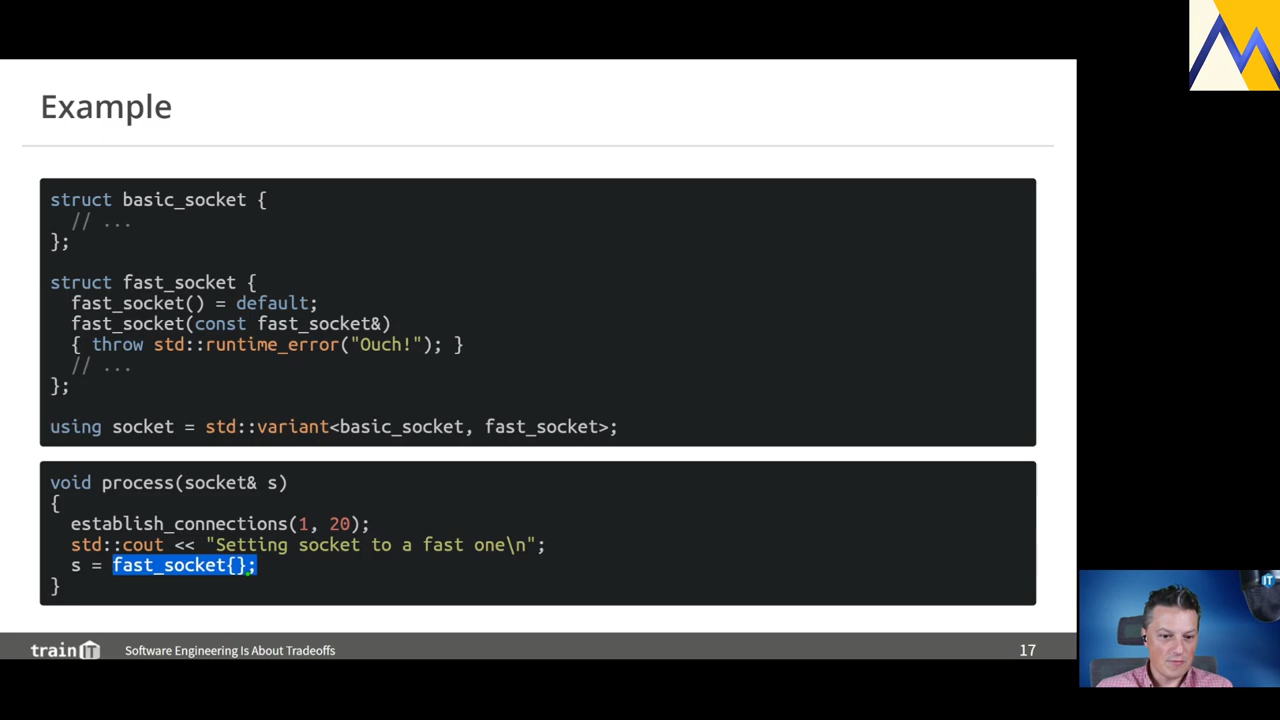 Example
struct basic_socket {
  // ...
};
struct fast_socket {
  fast_socket() = default;
  fast_socket(const fast_socket&)
  { throw std::runtime_error("Ouch!"); }
  // ...
};
using socket = std::variant<basic_socket, fast_socket>;
void process(socket& s)
{
  establish_connections(1, 20);
  std::cout << "Setting socket to a fast one\n";
  s = fast_socket{};
}
train IT
Software Engineering Is About Tradeoffs
17
IT